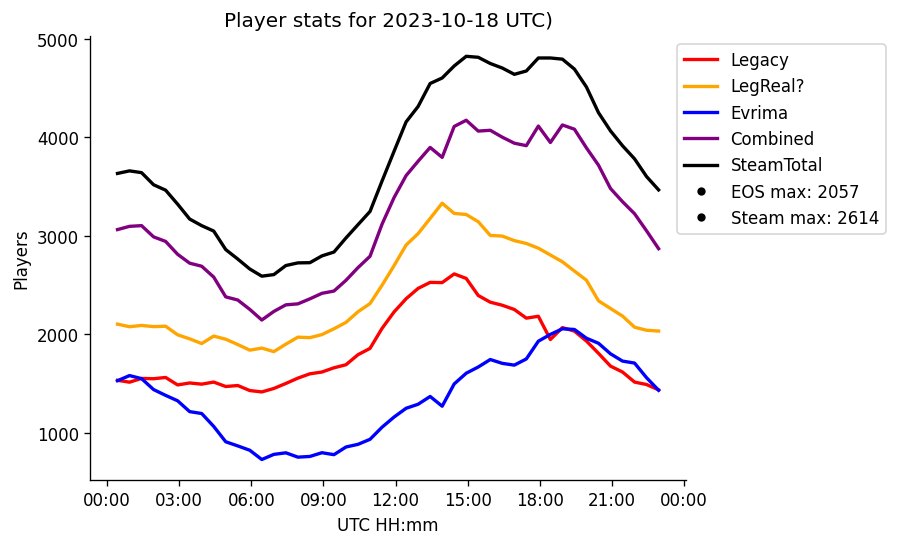 Player stats for 2023-10-18 UTC)
5000
4000
3000
2000
1000
Players
00:00 03:00 06:00 09:00 12:00 15:00 18:00 21:00 00:00
UTC HH:mm
Legacy
LegReal?
Evrima
Combined
SteamTotal
EOS max: 2057
Steam max: 2614